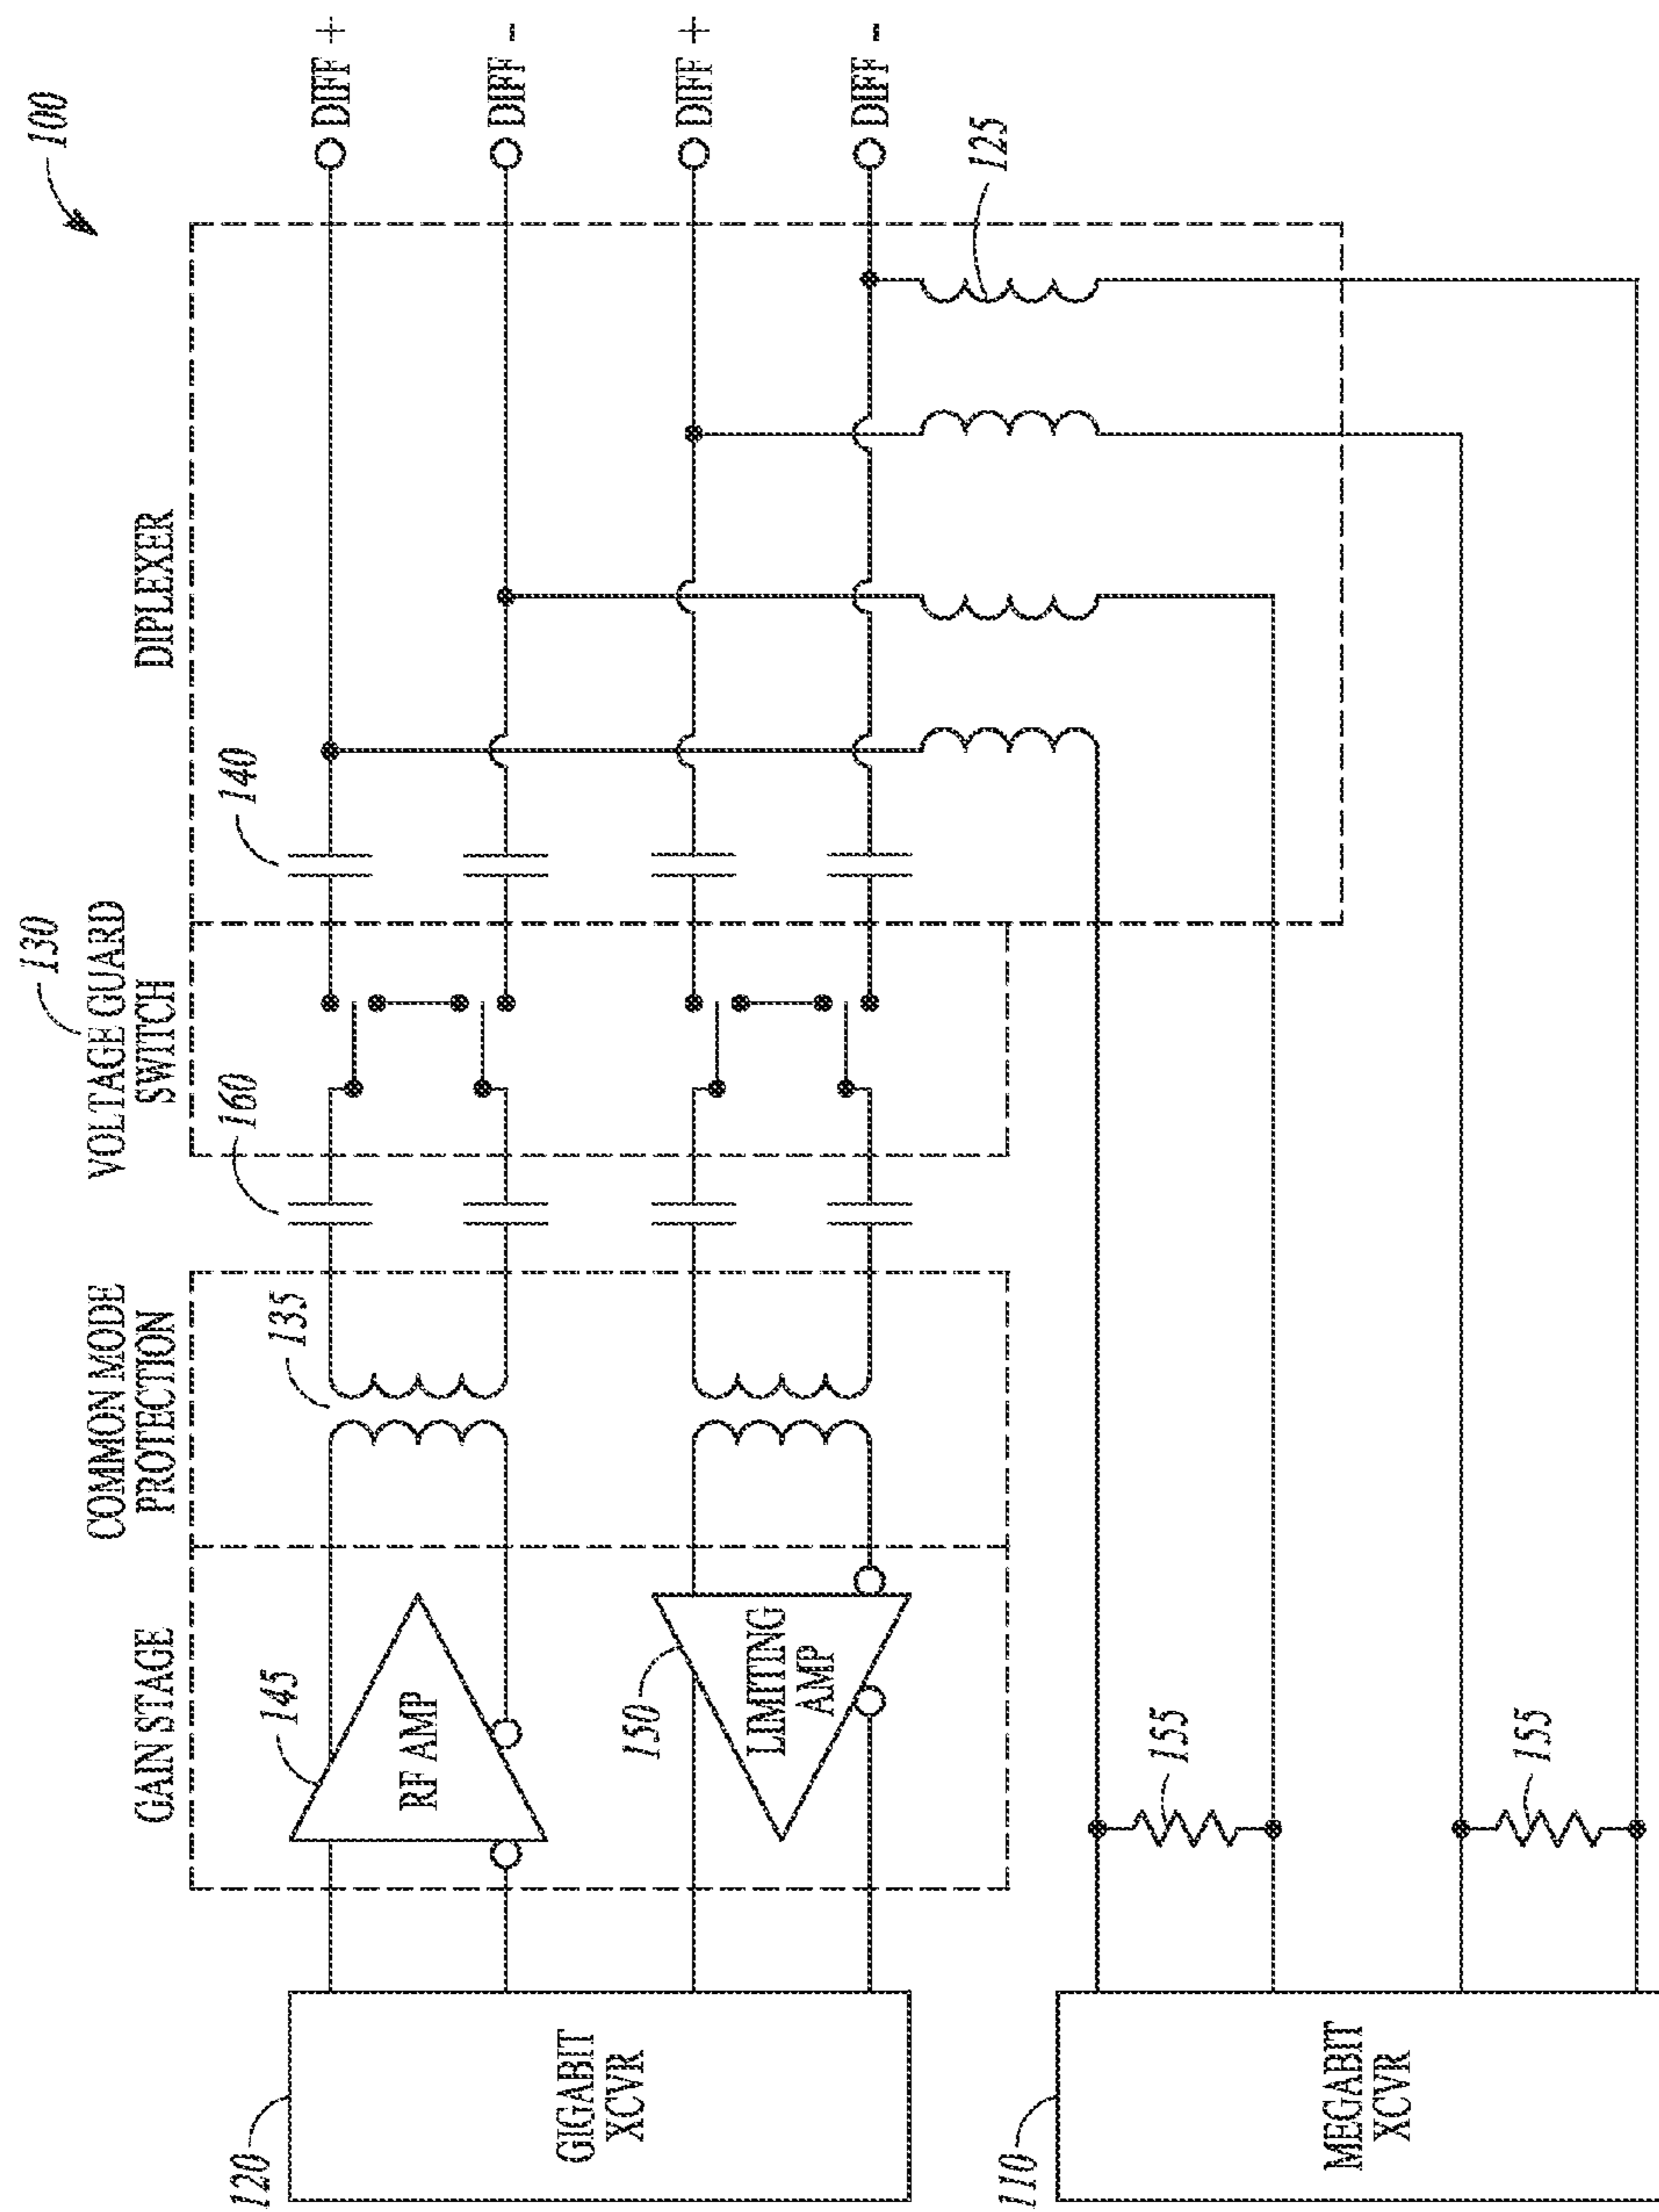 100
130
VOLTAGE GUARD
SWITCH
DIPLEXER
COMMON MODE
PROTECTION
GAIN STAGE
DIFF +
DIFF -
DIFF +
DIFF -
140
160
135
145
RF AMP
150
LIMITING
AMP
120
GIGABIT
XCVR
125
155
155
110
MEGABIT
XCVR